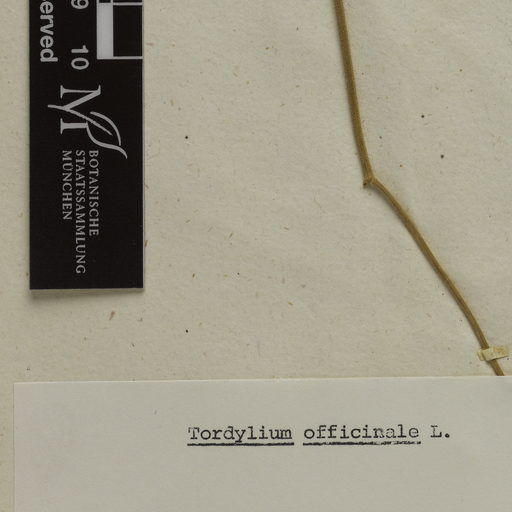 erved
9 10
BOTANISCHE
STAATSSAMMLUNG
MÜNCHEN
Tordylium officinale L.